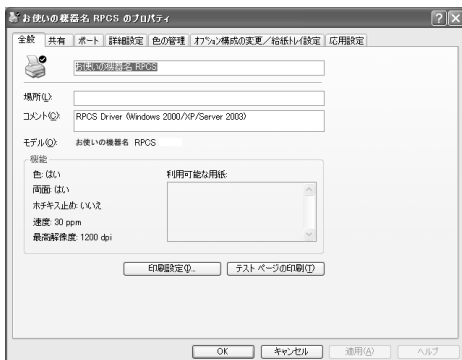 お使いの機器名 RPCS のプロパティ
全般 共有 ポート 詳細設定 色の管理 オプション構成の変更／給紙トレイ設定 応用設定
お使いの機器名 RPCS
場所(L):
コメント(C): RPCS Driver (Windows 2000/XP/Server 2003)
モデル(O): お使いの機器名 RPCS
機能
色: はい 利用可能な用紙:
両面: はい
ホチキス止め: いいえ
速度: 30 ppm
最高解像度: 1200 dpi
印刷設定(I)... テスト ページの印刷(T)
OK キャンセル 適用(A) ヘルプ